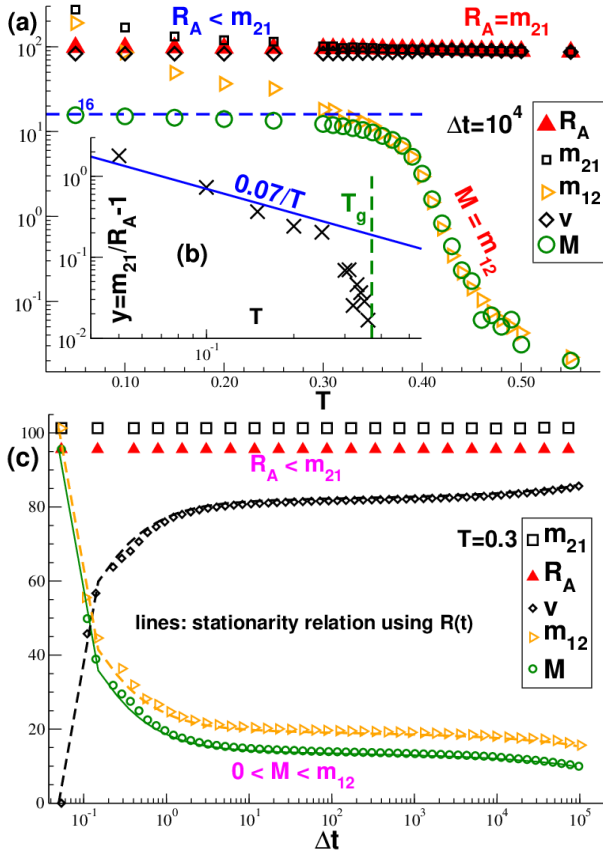 (a)
R_A < m_21
R_A=m_21
10^2
16
10^1
10^0
10^-1
Δt=10^4
R_A
m_21
m_12
v
M
M = m_12
y=m_21/R_A-1
10^0
10^-1
10^-2
0.07/T
T_g
(b)
T
10^-1
0.10 0.20 0.30 0.40 0.50
T
(c)
100
80
60
40
20
0
R_A < m_21
T=0.3
m_21
R_A
v
m_12
M
lines: stationarity relation using R(t)
0 < M < m_12
10^-1 10^0 10^1 10^2 10^3 10^4 10^5
Δt